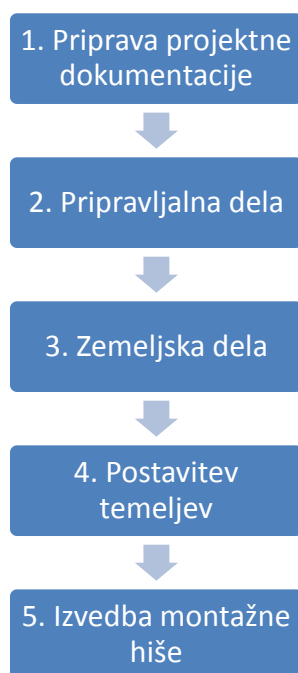 1. Priprava projektne
dokumentacije
2. Pripravljalna dela
3. Zemeljska dela
4. Postavitev
temeljev
5. Izvedba montažne
hiše